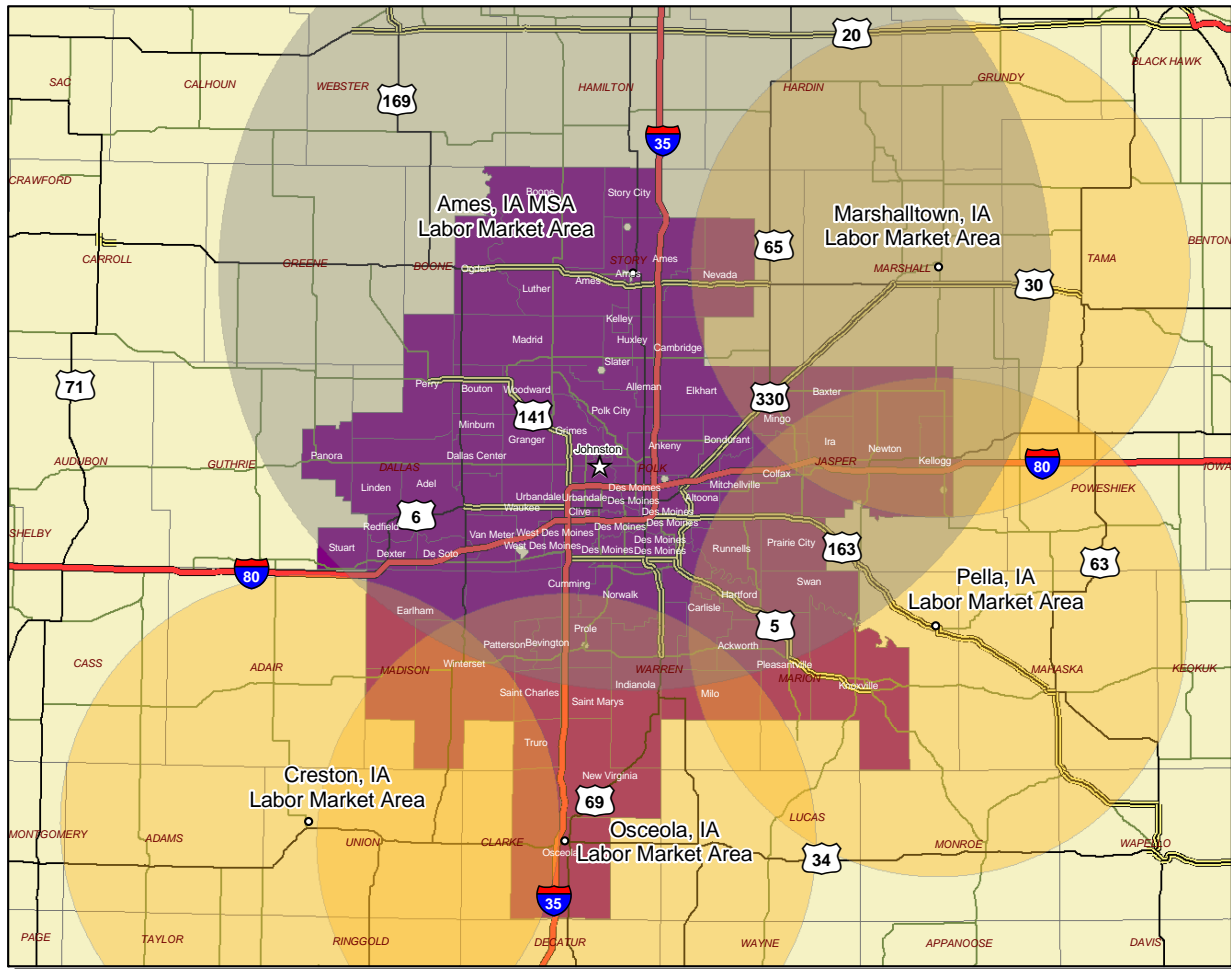 20
BLACK HAWK
SAC
CALHOUN
WEBSTER
HAMILTON
HARDIN
GRUNDY
169
35
CRAWFORD
Boone
Story City
Ames, IA MSA
Labor Market Area
Marshalltown, IA
Labor Market Area
65
BENTON
CARROLL
GREENE
BOONE
Ogden
STORY
Ames
Ames
Ames
Nevada
MARSHALL
TAMA
30
Luther
Kelley
Madrid
Huxley
Cambridge
Slater
71
Perry
Bouton
Woodward
Alleman
Elkhart
330
Baxter
141
Polk City
Mingo
Minburn
Grimes
Granger
Ankeny
Bondurant
Ira
Newton
Panora
Dallas Center
Johnston
AUDUBON
GUTHRIE
DALLAS
POLK
JASPER
Kellogg
80
IOWA
Colfax
Linden
Adel
Des Moines
Mitchellville
POWESHIEK
Urbandale
Urbandale
Des Moines
Altoona
Waukee
Clive
Des Moines
6
Redfield
Des Moines
Des Moines
SHELBY
Van Meter
West Des Moines
Des Moines
Prairie City
163
Stuart
Dexter
De Soto
West Des Moines
Des Moines
Des Moines
Runnells
63
80
Cumming
Swan
Pella, IA
Labor Market Area
Norwalk
Hartford
Earlham
Carlisle
5
Prole
Patterson
Bevington
Ackworth
CASS
ADAIR
MADISON
Winterset
WARREN
Pleasantville
MARION
MAHASKA
KEOKUK
Indianola
Knoxville
Saint Charles
Saint Marys
Milo
Truro
Creston, IA
Labor Market Area
New Virginia
69
LUCAS
MONTGOMERY
ADAMS
UNION
CLARKE
Osceola, IA
Labor Market Area
Osceola
34
MONROE
WAPELLO
35
PAGE
TAYLOR
RINGGOLD
DECATUR
WAYNE
APPANOOSE
DAVIS